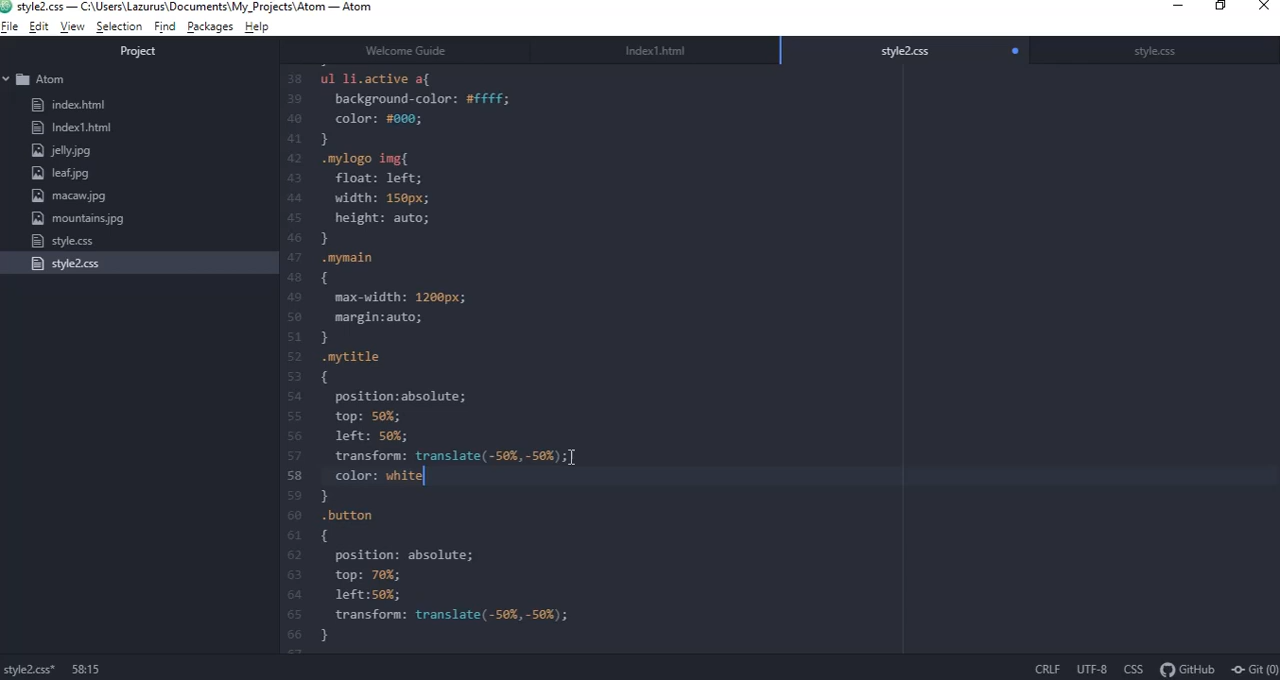 style2.css — C:\Users\Lazurus\Documents\My_Projects\Atom — Atom
File Edit View Selection Find Packages Help
Project
Welcome Guide
Index1.html
style2.css
style.css
Atom
index.html
Index1.html
jelly.jpg
leaf.jpg
macaw.jpg
mountains.jpg
style.css
style2.css
38 ul li.active a{
39 background-color: #ffff;
40 color: #000;
41 }
42 .mylogo img{
43 float: left;
44 width: 150px;
45 height: auto;
46 }
47 .mymain
48 {
49 max-width: 1200px;
50 margin:auto;
51 }
52 .mytitle
53 {
54 position:absolute;
55 top: 50%;
56 left: 50%;
57 transform: translate(-50%,-50%);
58 color: white
59 }
60 .button
61 {
62 position: absolute;
63 top: 70%;
64 left:50%;
65 transform: translate(-50%,-50%);
66 }
style2.css* 58:15 CRLF UTF-8 CSS GitHub Git (0)